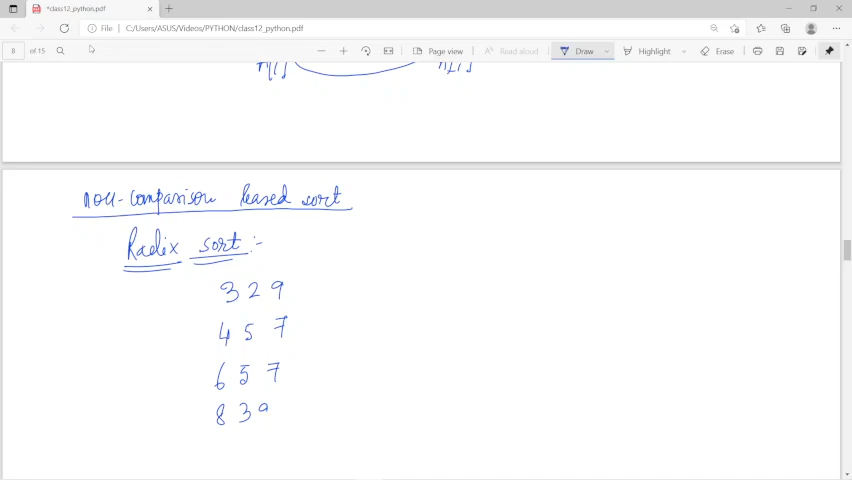 *class12_python.pdf
File | C:/Users/ASUS/Videos/PYTHON/class12_python.pdf
8 of 15 Page view Read aloud Draw Highlight Erase
non-comparison based sort
Radix sort :-
3 2 9
4 5 7
6 5 7
8 3 9